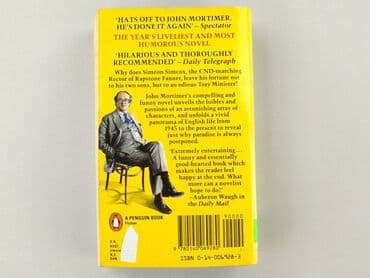 'HATS OFF TO JOHN MORTIMER.
HE'S DONE IT AGAIN' – Spectator
THE YEAR'S LIVELIEST AND MOST
HUMOROUS NOVEL
'HILARIOUS AND THOROUGHLY
RECOMMENDED' – Daily Telegraph
Why does Simeon Simcox, the CND-marching
Rector of Rapstone Fanner, leave his fortune not
to his two sons, but to an odious Tory Minister?
John Mortimer's compelling and
funny novel unveils the foibles and
passions of an astonishing array of
characters, and unfolds a vivid
panorama of English life from
1945 to the present to reveal
just why paradise is always
postponed.
'Extremely entertaining...
A funny and essentially
good-hearted book which
makes the reader feel
happy at the end. What
more can a novelist
hope to do?' –
Auberon Waugh in the
Daily Mail
A PENGUIN BOOK
Fiction
90000
9 780140 069280
ISBN 0-14-006928-3